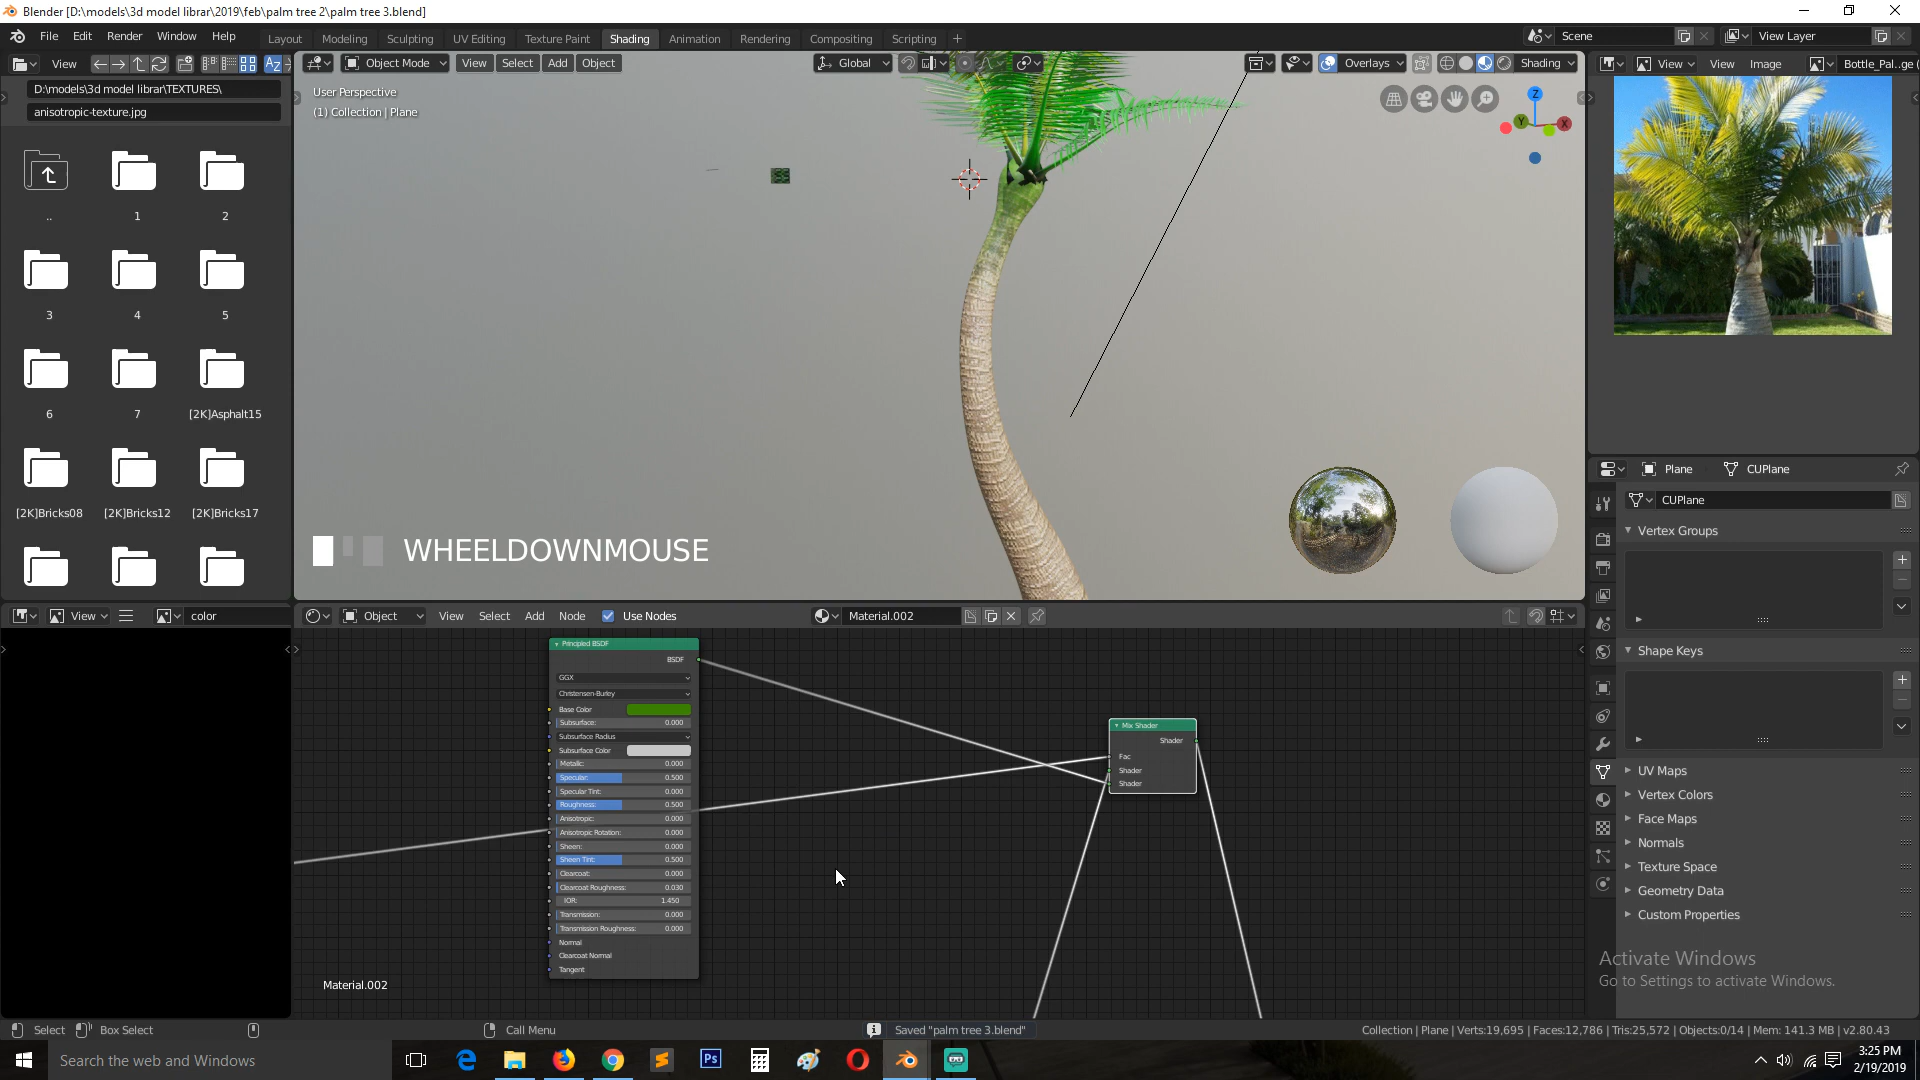 Blender [D:\models\3d model librar\2019\feb\palm tree 2\palm tree 3.blend]
File Edit Render Window Help
Layout Modeling Sculpting UV Editing Texture Paint Shading Animation Rendering Compositing Scripting +
Scene
View Layer
View
Object Mode View Select Add Object
Global
Overlays
Shading
View View Image
Bottle_Pal..ge (
D:\models\3d model librar\TEXTURES\
anisotropic-texture.jpg
User Perspective
(1) Collection | Plane
Z
Y
X
..
1
2
3
4
5
6
7
[2K]Asphalt15
[2K]Bricks08
[2K]Bricks12
[2K]Bricks17
WHEELDOWNMOUSE
Plane
CUPlane
CUPlane
Vertex Groups
Shape Keys
UV Maps
Vertex Colors
Face Maps
Normals
Texture Space
Geometry Data
Custom Properties
View
color
Object View Select Add Node Use Nodes
Material.002
Principled BSDF
BSDF
GGX
Christensen-Burley
Base Color
Subsurface: 0.000
Subsurface Radius
Subsurface Color
Metallic: 0.000
Specular: 0.500
Specular Tint: 0.000
Roughness: 0.500
Anisotropic: 0.000
Anisotropic Rotation: 0.000
Sheen: 0.000
Sheen Tint: 0.500
Clearcoat: 0.000
Clearcoat Roughness: 0.030
IOR: 1.450
Transmission: 0.000
Transmission Roughness: 0.000
Normal
Clearcoat Normal
Tangent
Mix Shader
Shader
Fac
Shader
Shader
Material.002
Activate Windows
Go to Settings to activate Windows.
Select Box Select
Call Menu
Saved "palm tree 3.blend"
Collection | Plane | Verts:19,695 | Faces:12,786 | Tris:25,572 | Objects:0/14 | Mem: 141.3 MB | v2.80.43
Search the web and Windows
Ps
3:25 PM
2/19/2019